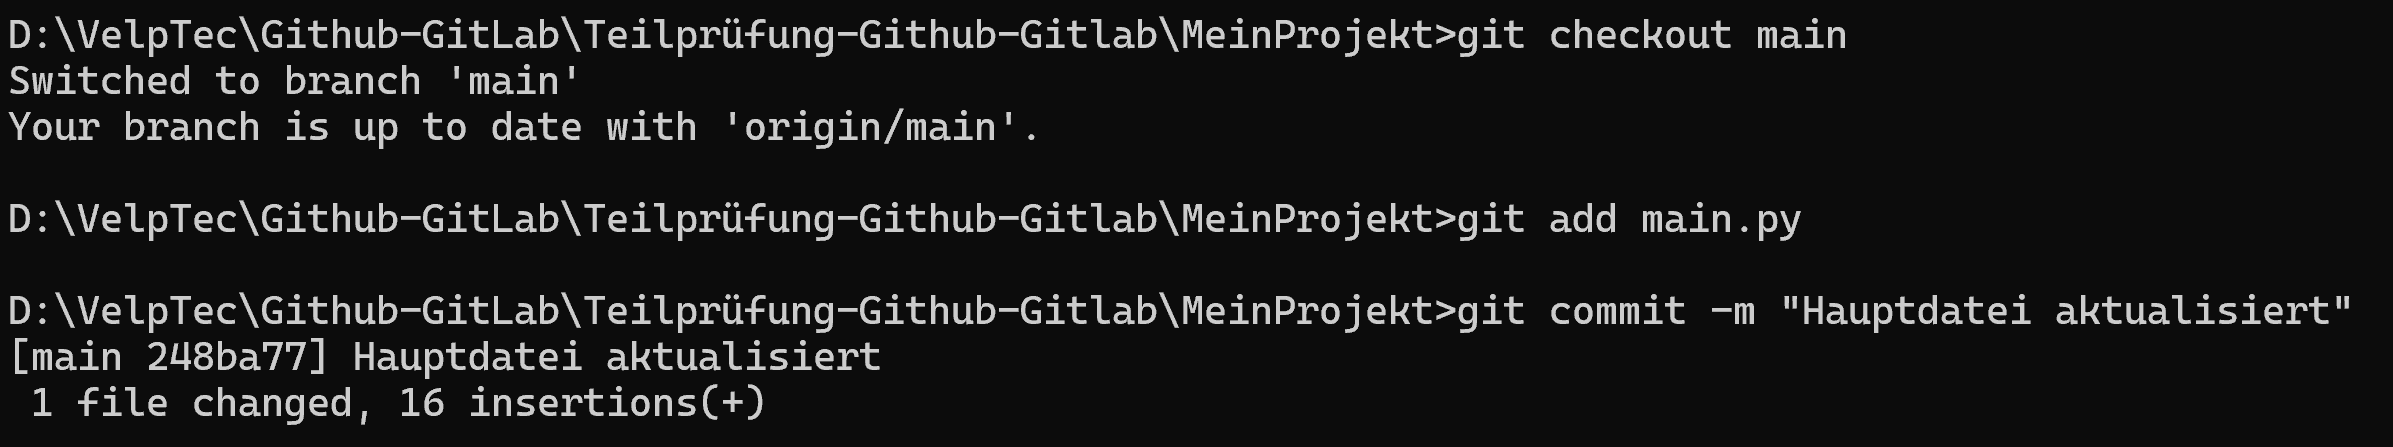 D:\VelpTec\Github-GitLab\Teilprüfung-Github-Gitlab\MeinProjekt>git checkout main
Switched to branch 'main'
Your branch is up to date with 'origin/main'.
D:\VelpTec\Github-GitLab\Teilprüfung-Github-Gitlab\MeinProjekt>git add main.py
D:\VelpTec\Github-GitLab\Teilprüfung-Github-Gitlab\MeinProjekt>git commit -m "Hauptdatei aktualisiert"
[main 248ba77] Hauptdatei aktualisiert
 1 file changed, 16 insertions(+)